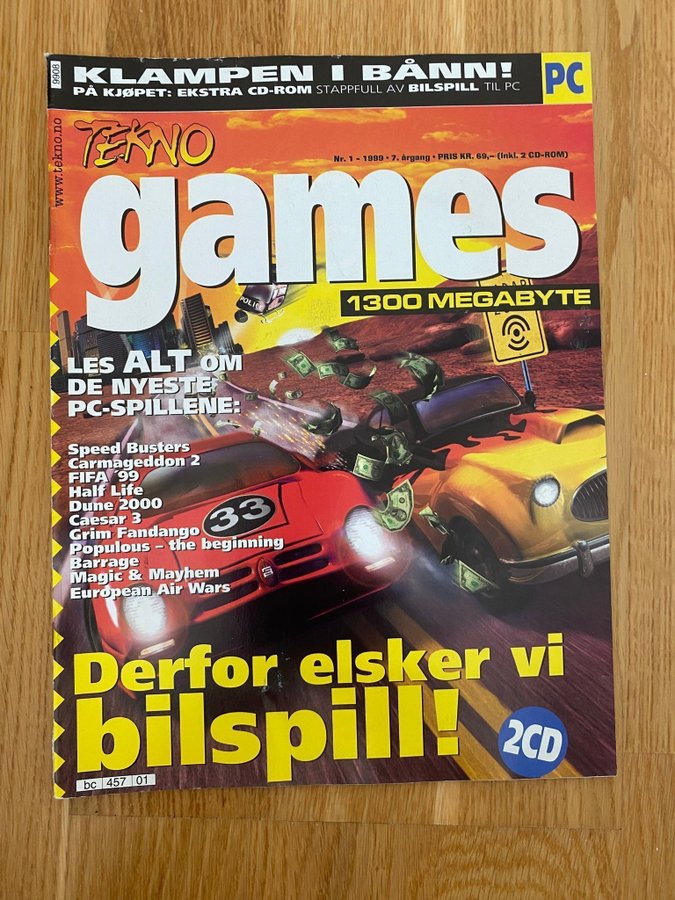 9908
KLAMPEN I BÅNN!
PÅ KJØPET: EKSTRA CD-ROM STAPPFULL AV BILSPILL TIL PC
PC
www.tekno.no
TEKNO
Nr. 1 - 1999 • 7. årgang • PRIS KR. 69,– (inkl. 2 CD-ROM)
games
POLICE
1300 MEGABYTE
LES ALT OM
DE NYESTE
PC-SPILLENE:
Speed Busters
Carmageddon 2
FIFA '99
Half Life
Dune 2000
Caesar 3
Grim Fandango
Populous – the beginning
Barrage
Magic & Mayhem
European Air Wars
33
Derfor elsker vi
bilspill!
2CD
bc 457 01